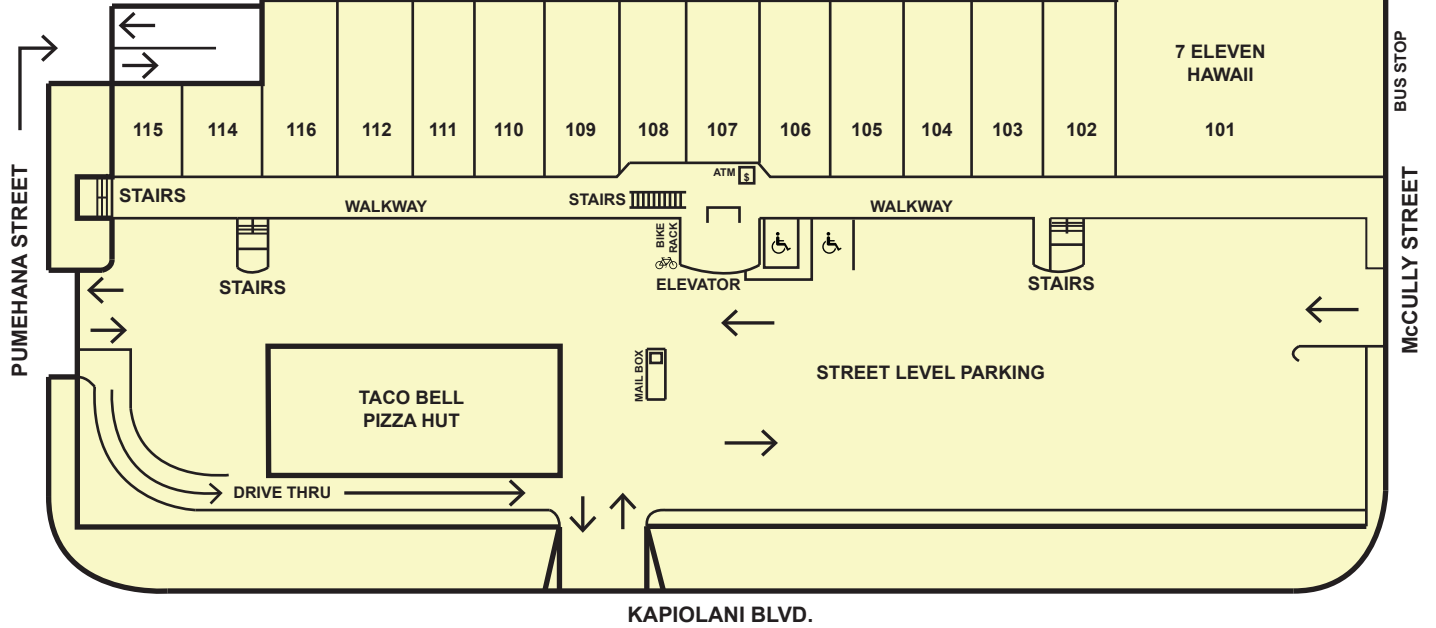 7 ELEVEN
HAWAII
BUS STOP
115
114
116
112
111
110
109
108
107
106
105
104
103
102
101
ATM
$
STAIRS
STAIRS
WALKWAY
WALKWAY
BIKE
RACK
STAIRS
ELEVATOR
STAIRS
PUMEHANA STREET
McCULLY STREET
MAIL BOX
STREET LEVEL PARKING
TACO BELL
PIZZA HUT
DRIVE THRU
KAPIOLANI BLVD.